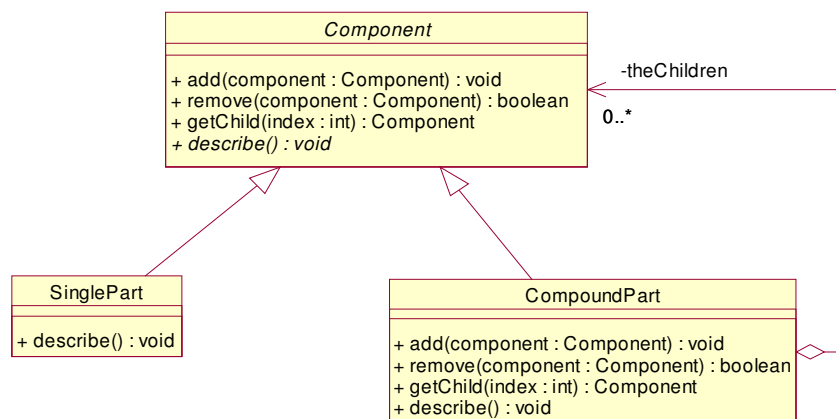 Component
+ add(component : Component) : void
+ remove(component : Component) : boolean
+ getChild(index : int) : Component
+ describe() : void
-theChildren
0..*
SinglePart
+ describe() : void
CompoundPart
+ add(component : Component) : void
+ remove(component : Component) : boolean
+ getChild(index : int) : Component
+ describe() : void